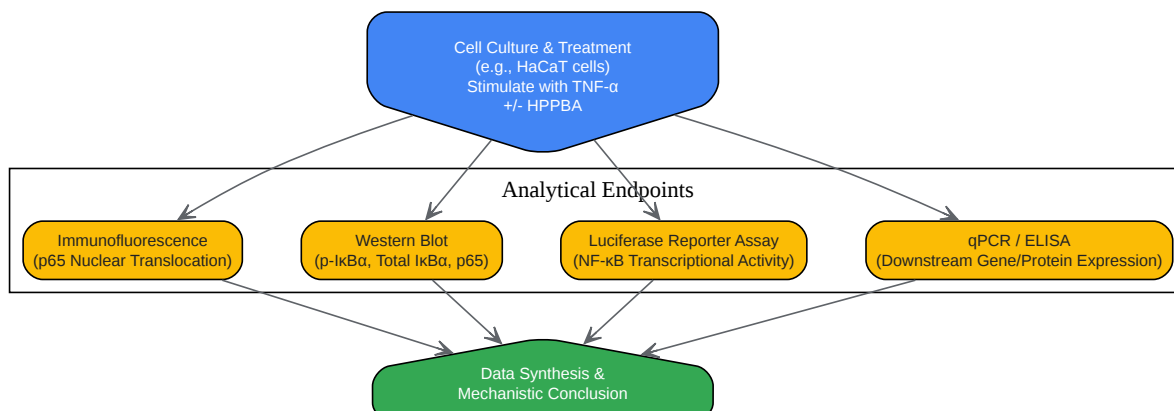 Cell Culture & Treatment
(e.g., HaCaT cells)
Stimulate with TNF-α
+/- HPPBA
Analytical Endpoints
Immunofluorescence
(p65 Nuclear Translocation)
Western Blot
(p-IκBα, Total IκBα, p65)
Luciferase Reporter Assay
(NF-κB Transcriptional Activity)
qPCR / ELISA
(Downstream Gene/Protein Expression)
Data Synthesis &
Mechanistic Conclusion